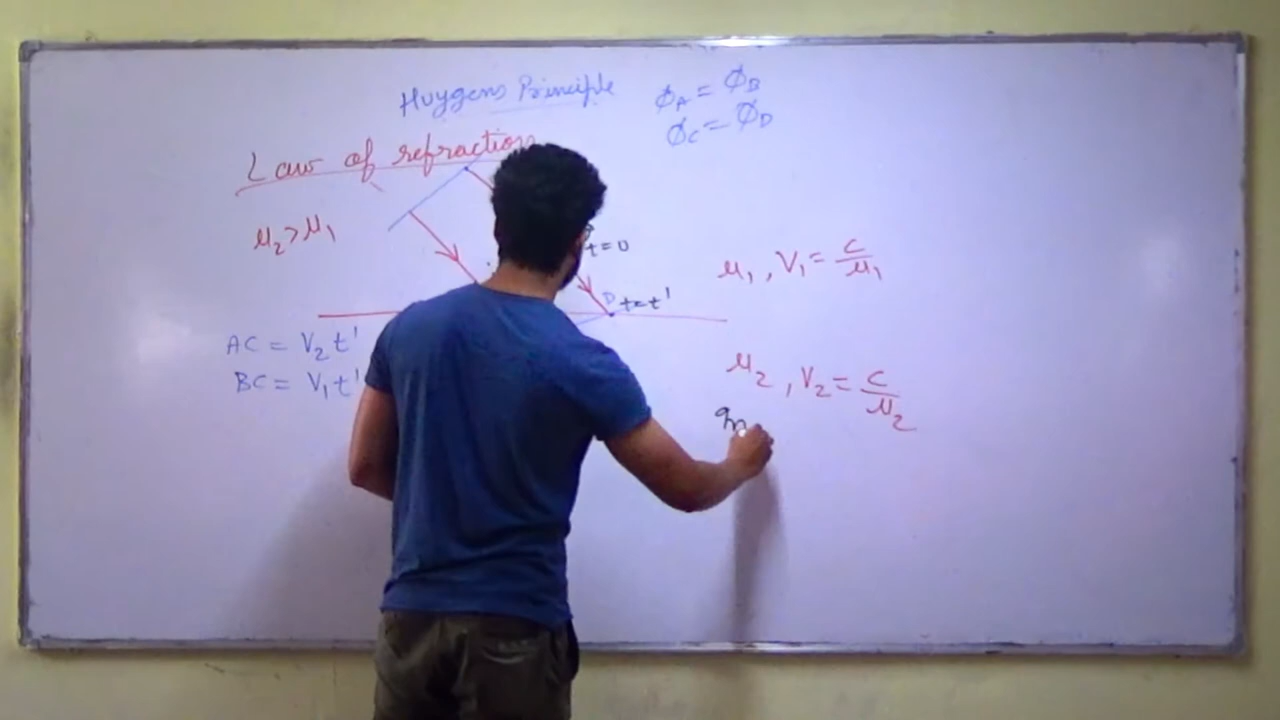 Huygens Principle
ϕA = ϕB
ϕC = ϕD
Law of refraction
μ2 > μ1
t = 0
μ1, V1 = c/μ1
D t = t'
AC = V2 t'
BC = V1 t'
μ2, V2 = c/μ2